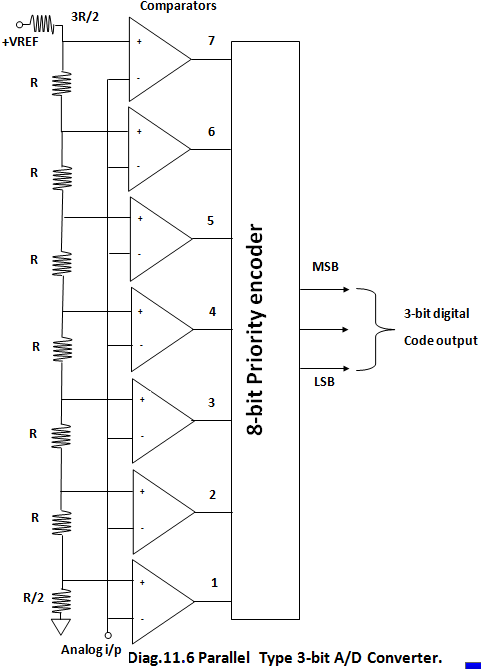 Comparators
3R/2
+VREF
7
+
-
R
6
+
-
R
5
+
-
R
4
+
-
R
3
+
-
R
2
+
-
R
1
+
-
R/2
8-bit Priority encoder
MSB
LSB
3-bit digital
Code output
Analog i/p
Diag.11.6 Parallel Type 3-bit A/D Converter.